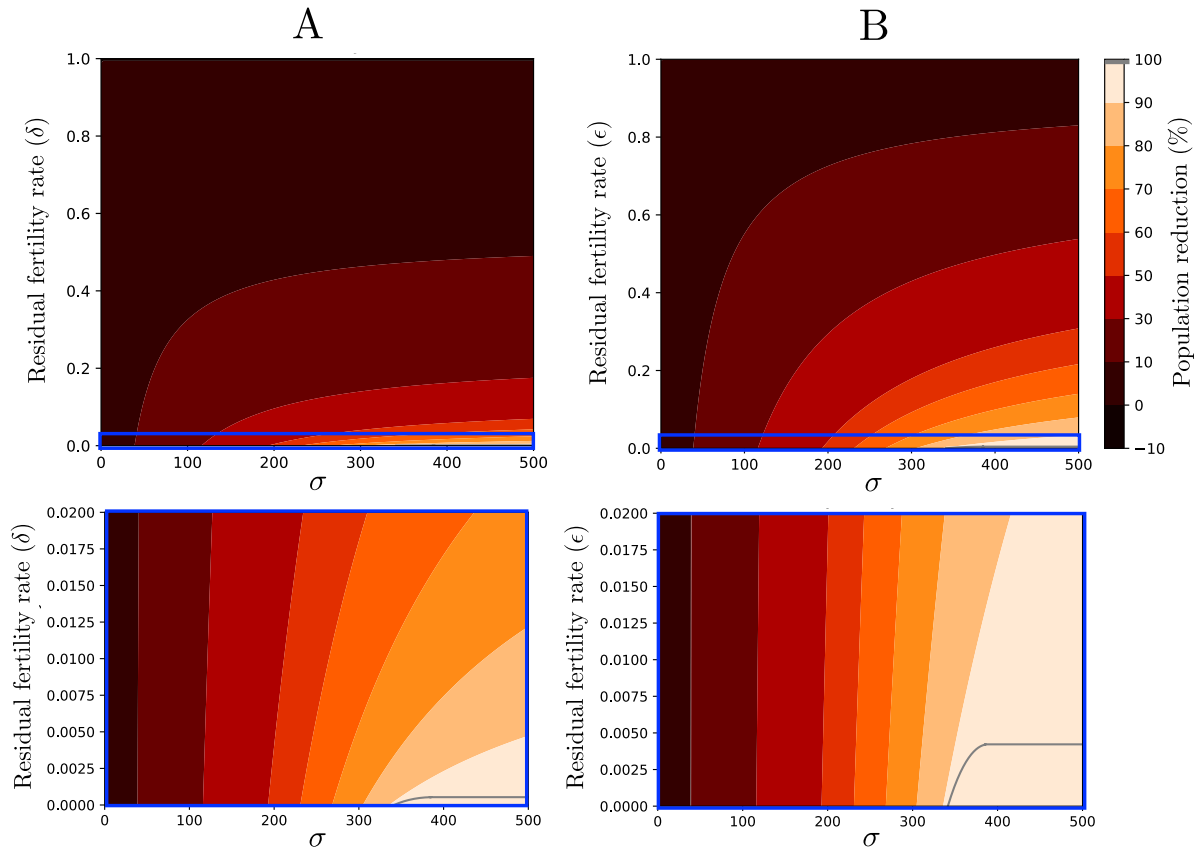 A
B
Residual fertility rate (δ)
1.0
0.8
0.6
0.4
0.2
0.0
0 100 200 300 400 500
σ
Residual fertility rate (ϵ)
1.0
0.8
0.6
0.4
0.2
0.0
0 100 200 300 400 500
σ
100
90
80
70
60
50
30
10
0
−10
Population reduction (%)
Residual fertility rate (δ)
0.0200
0.0175
0.0150
0.0125
0.0100
0.0075
0.0050
0.0025
0.0000
0 100 200 300 400 500
σ
Residual fertility rate (ϵ)
0.0200
0.0175
0.0150
0.0125
0.0100
0.0075
0.0050
0.0025
0.0000
0 100 200 300 400 500
σ